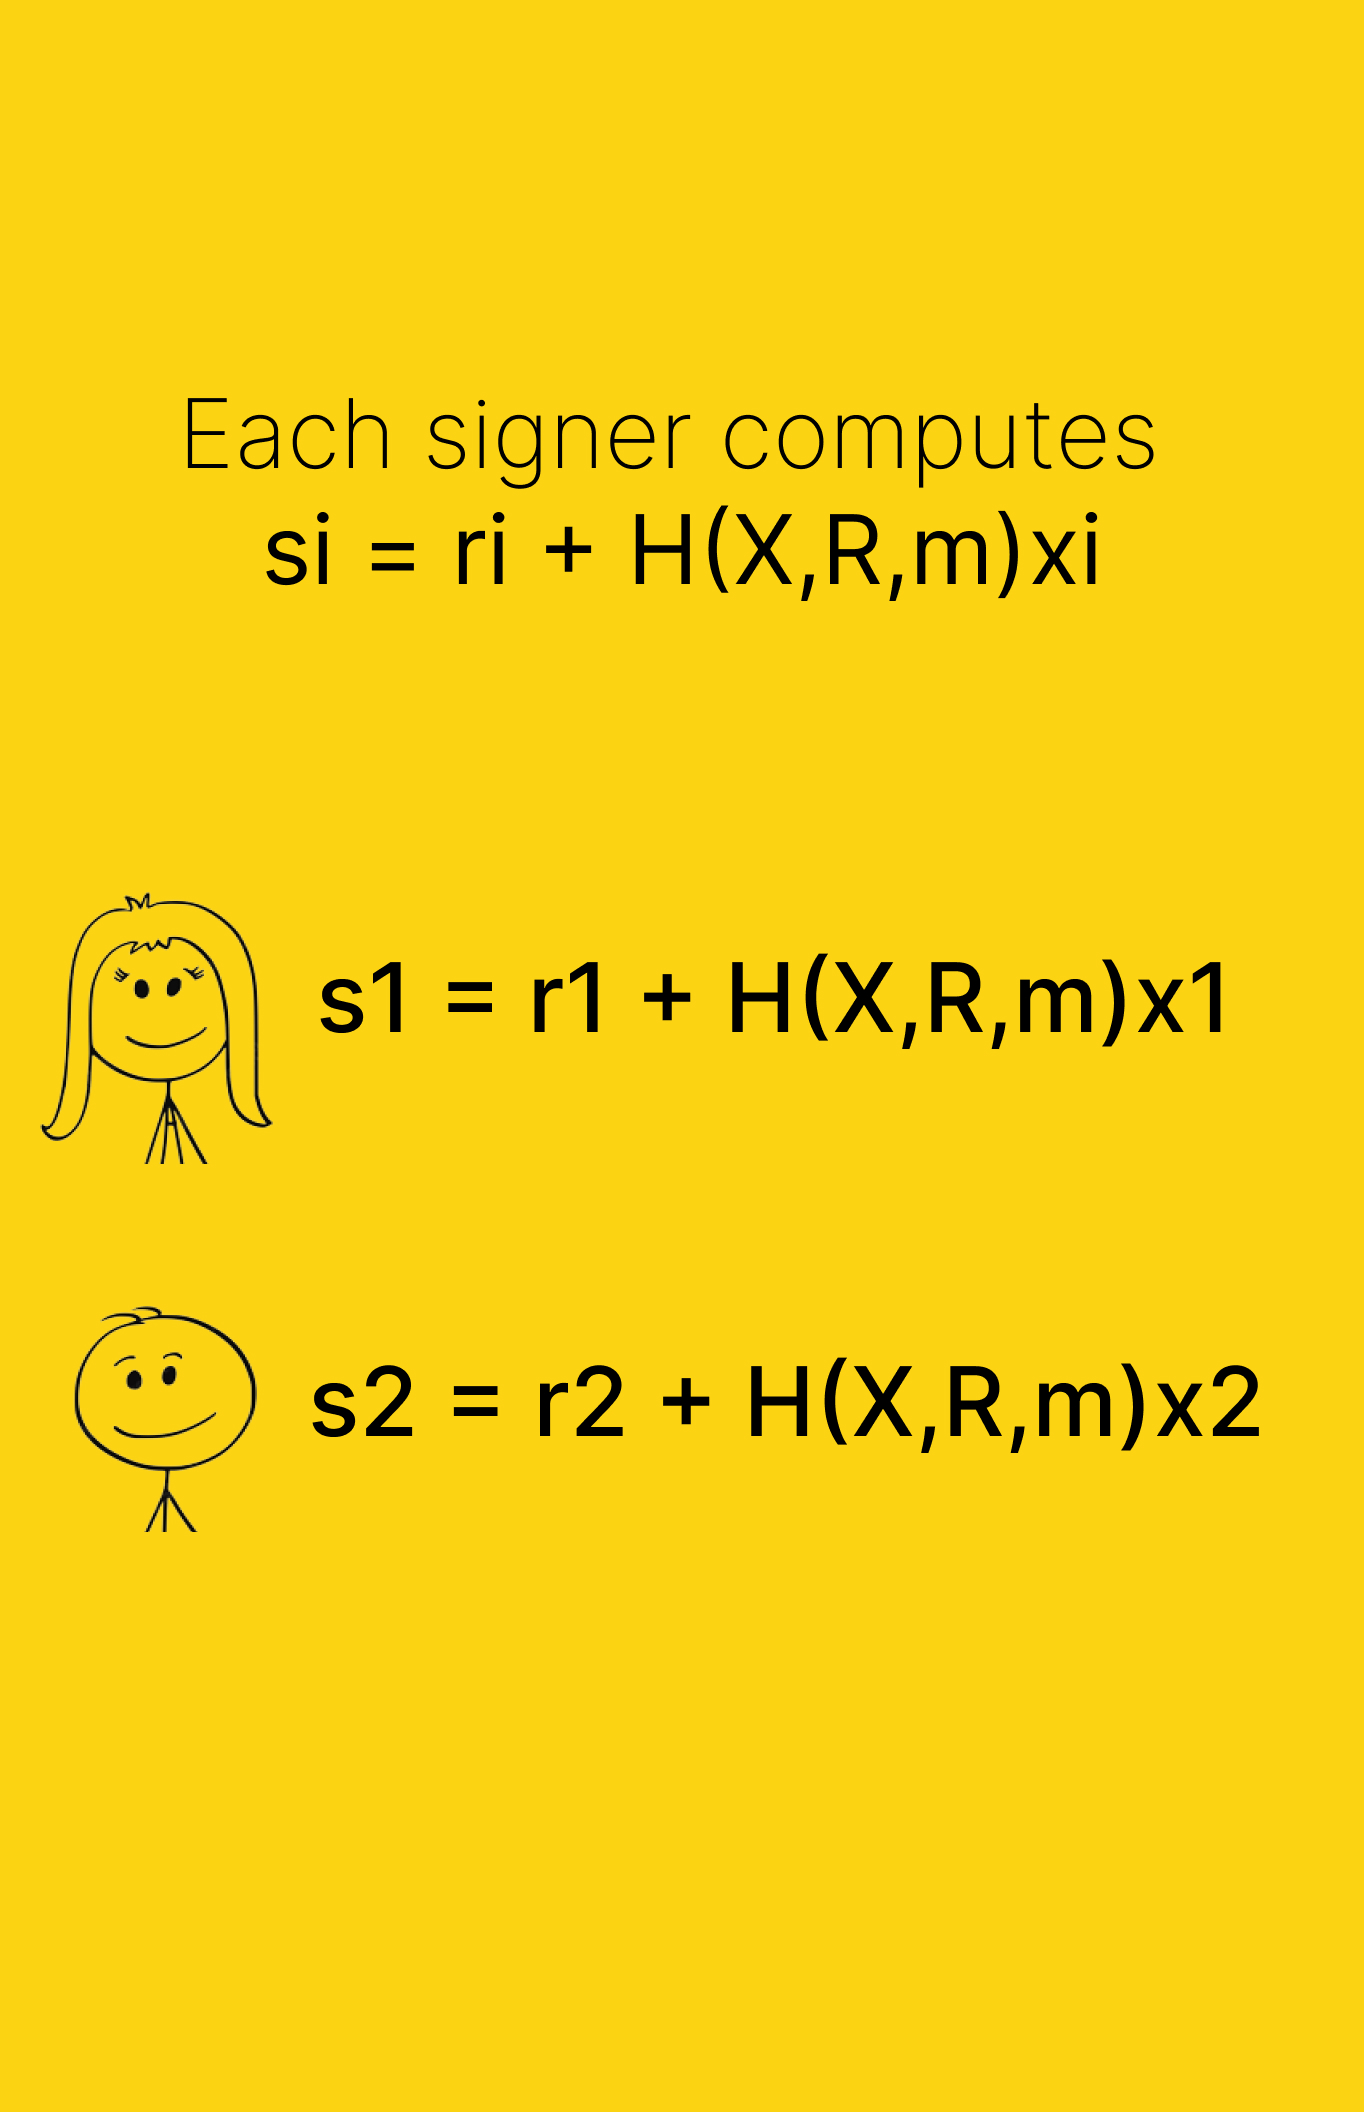 Each signer computes
si = ri + H(X,R,m)xi
s1 = r1 + H(X,R,m)x1
s2 = r2 + H(X,R,m)x2